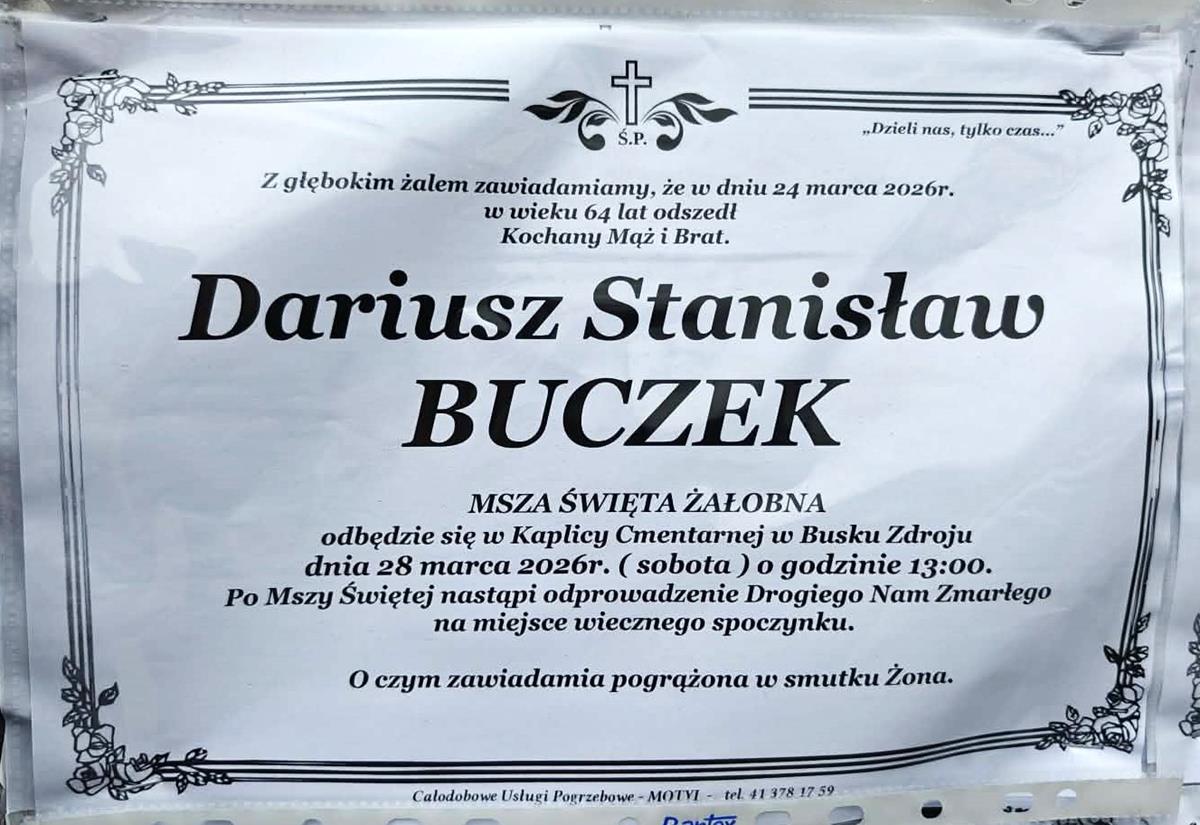 Ś.P.
„Dzieli nas, tylko czas..."
Z głębokim żalem zawiadamiamy, że w dniu 24 marca 2026r.
w wieku 64 lat odszedł
Kochany Mąż i Brat.
Dariusz Stanisław
BUCZEK
MSZA ŚWIĘTA ŻAŁOBNA
odbędzie się w Kaplicy Cmentarnej w Busku Zdroju
dnia 28 marca 2026r. ( sobota ) o godzinie 13:00.
Po Mszy Świętej nastąpi odprowadzenie Drogiego Nam Zmarłego
na miejsce wiecznego spoczynku.
O czym zawiadamia pogrążona w smutku Żona.
Całodobowe Usługi Pogrzebowe - MOTYL - tel. 41 378 17 59